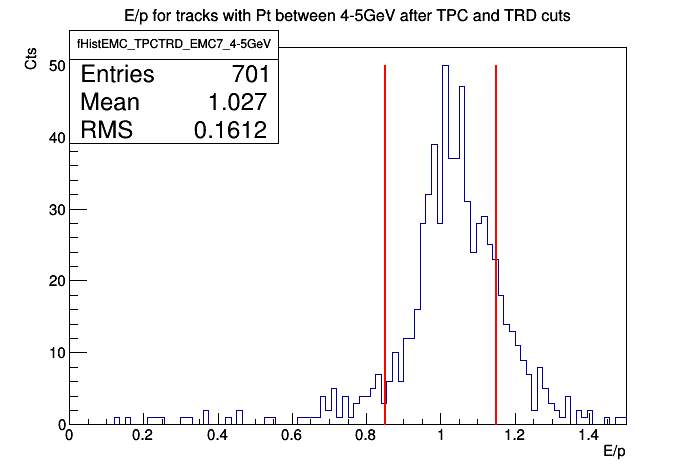 E/p for tracks with Pt between 4-5GeV after TPC and TRD cuts
fHistEMC_TPCTRD_EMC7_4-5GeV
Entries 701
Mean 1.027
RMS 0.1612
Cts
50
40
30
20
10
0
0 0.2 0.4 0.6 0.8 1 1.2 1.4
E/p